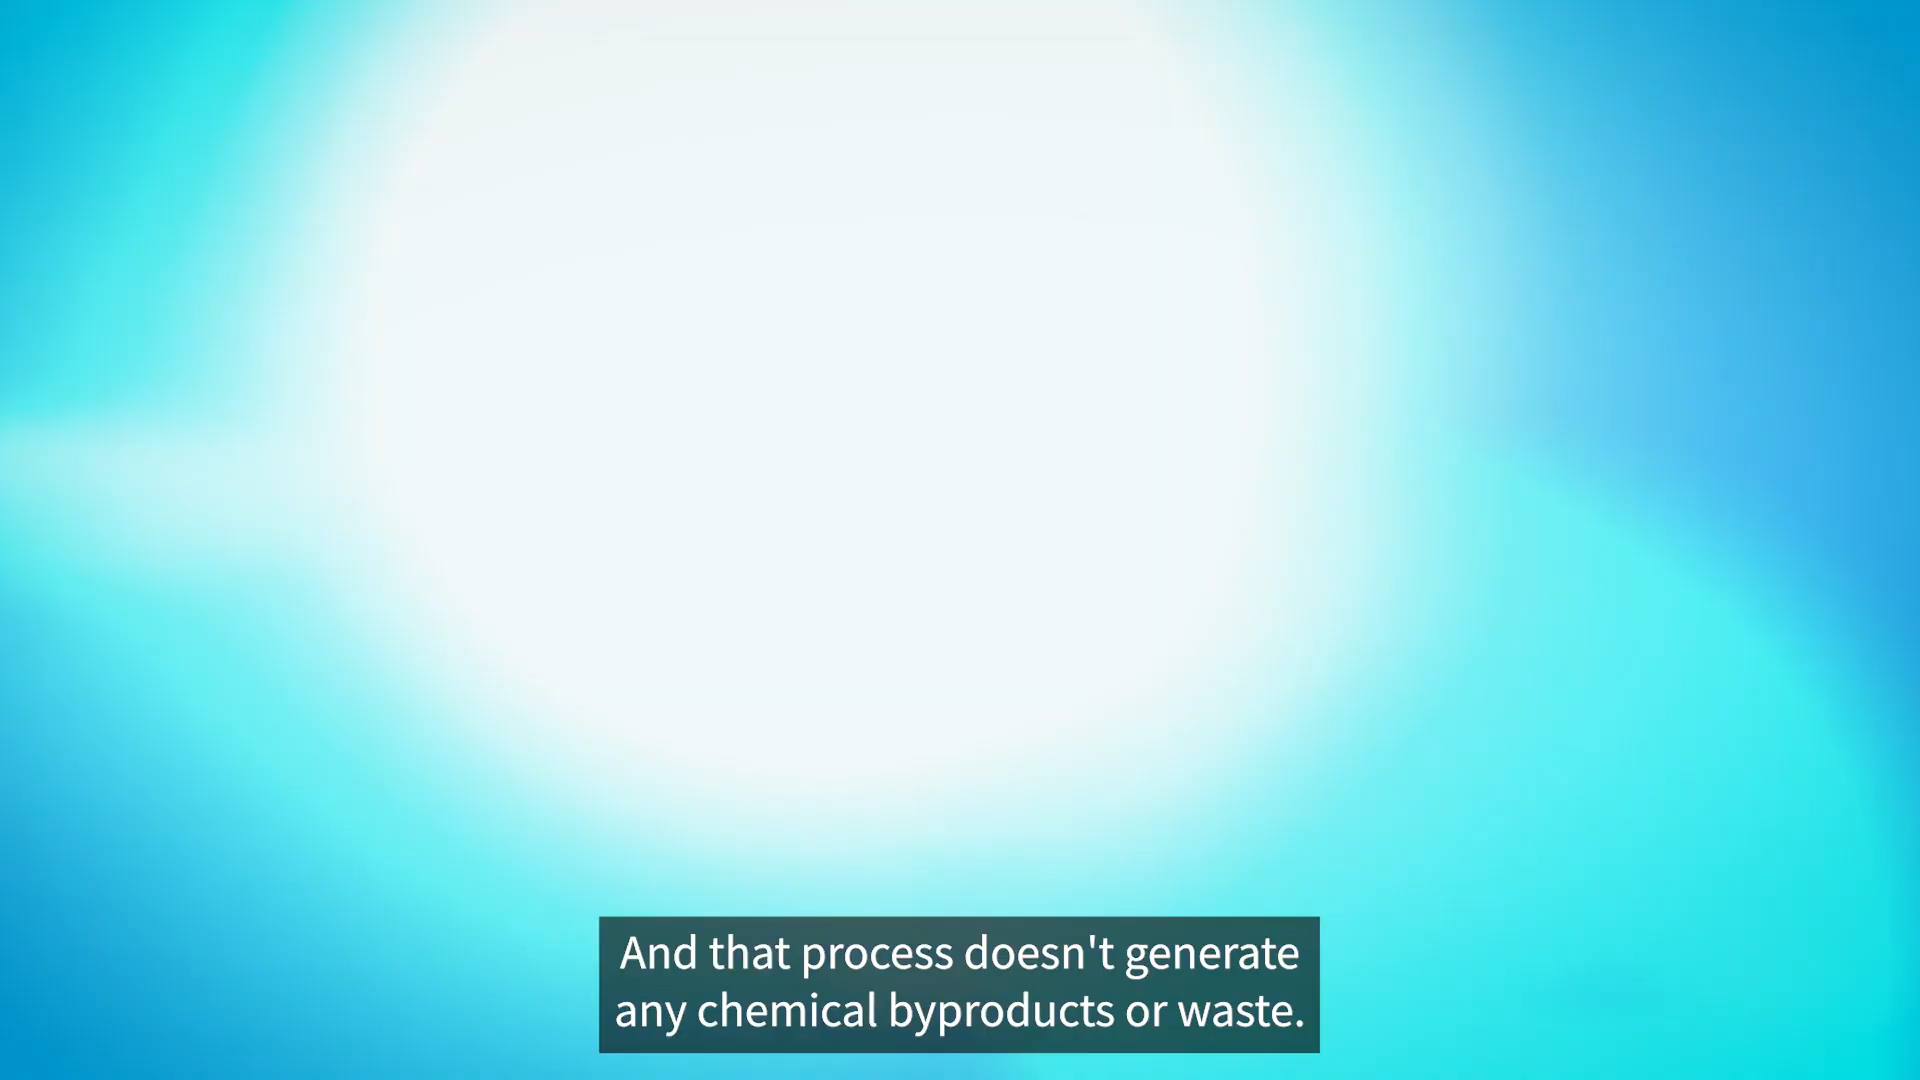 And that process doesn't generate
any chemical byproducts or waste.